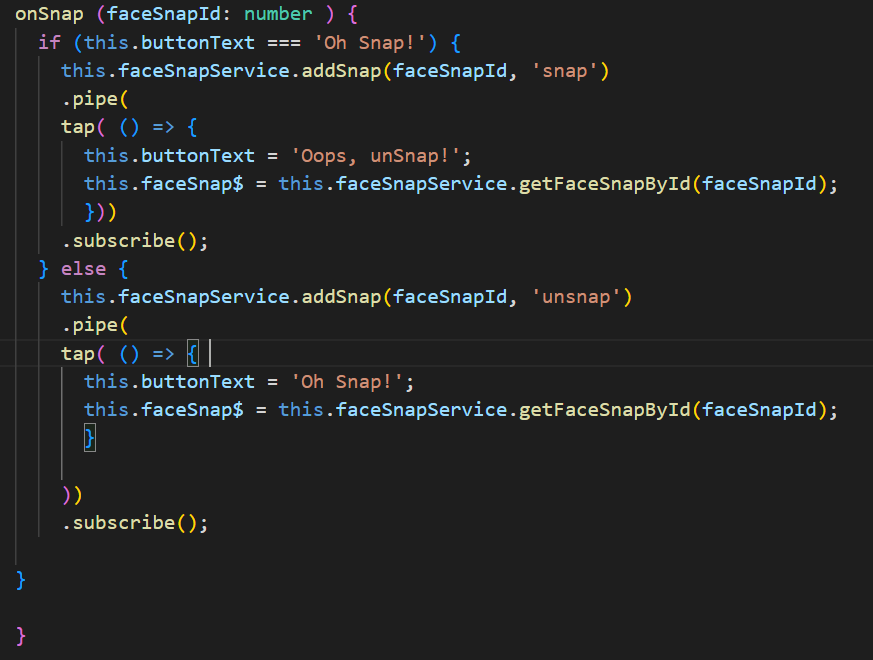 onSnap (faceSnapId: number ) {
if (this.buttonText === 'Oh Snap!') {
this.faceSnapService.addSnap(faceSnapId, 'snap')
.pipe(
tap( () => {
this.buttonText = 'Oops, unSnap!';
this.faceSnap$ = this.faceSnapService.getFaceSnapById(faceSnapId);
}))
.subscribe();
} else {
this.faceSnapService.addSnap(faceSnapId, 'unsnap')
.pipe(
tap( () => {
this.buttonText = 'Oh Snap!';
this.faceSnap$ = this.faceSnapService.getFaceSnapById(faceSnapId);
}
))
.subscribe();
}
}